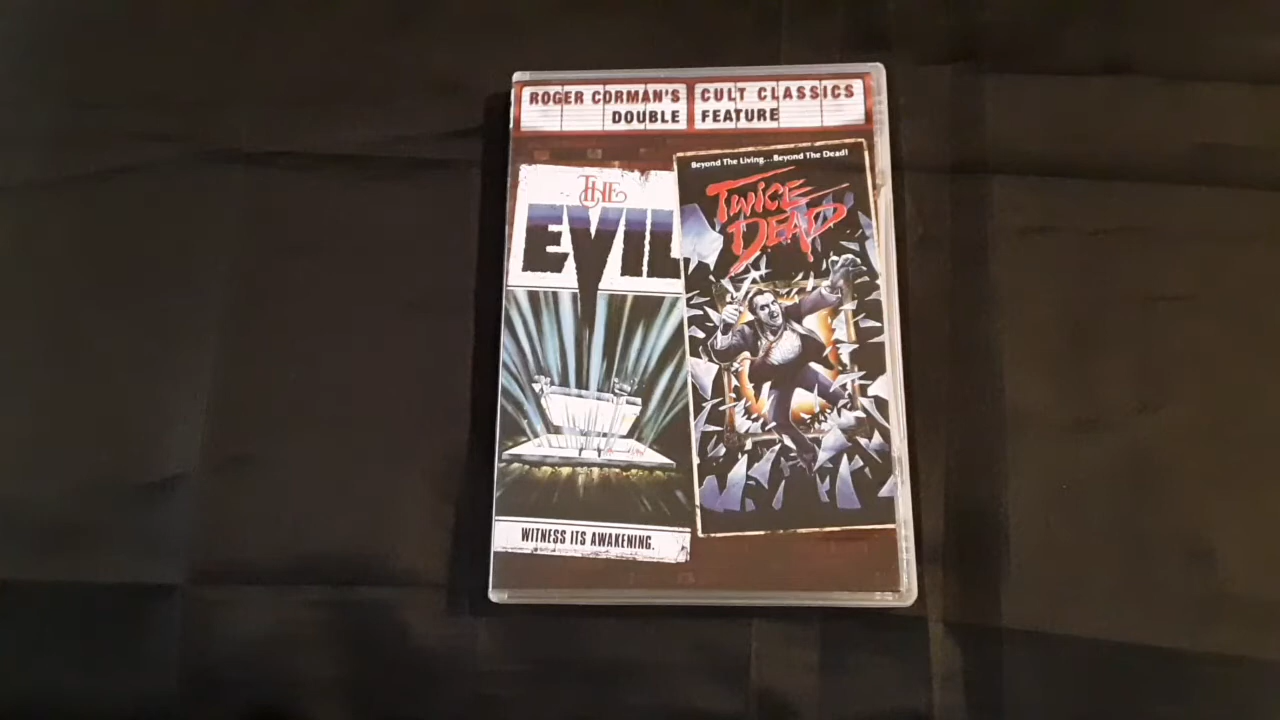 ROGER CORMAN'S CULT CLASSICS
DOUBLE FEATURE
THE
EVIL
WITNESS ITS AWAKENING.
Beyond The Living...Beyond The Dead!
TWICE
DEAD